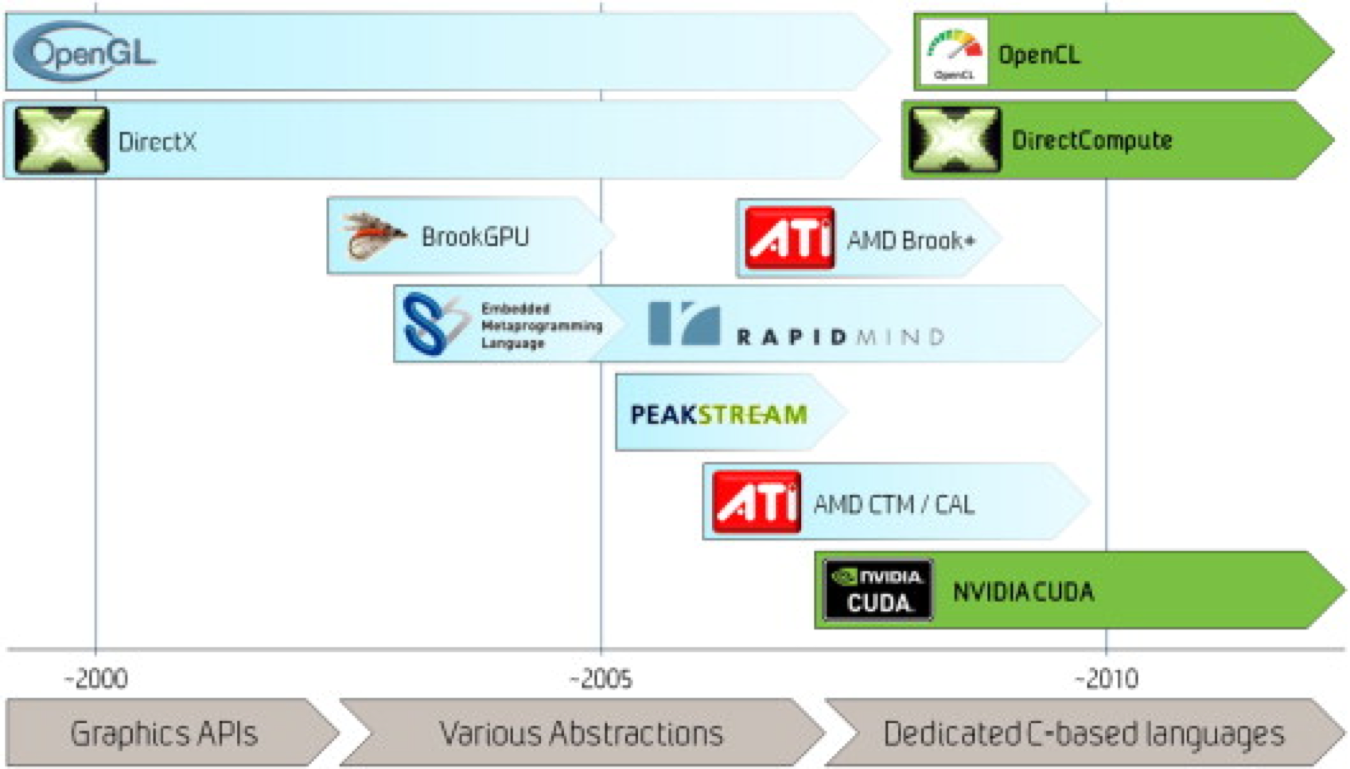 OpenGL
OpenCL
OpenCL
DirectX
DirectCompute
BrookGPU
ATi
AMD Brook+
Embedded
Metaprogramming
Language
RAPIDMIND
PEAKSTREAM
ATi
AMD CTM / CAL
NVIDIA.
CUDA.
NVIDIA CUDA
~2000
~2005
~2010
Graphics APIs
Various Abstractions
Dedicated C-based languages